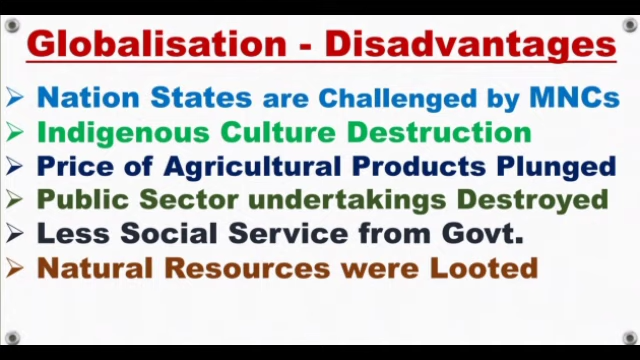 Globalisation - Disadvantages
Nation States are Challenged by MNCs
Indigenous Culture Destruction
Price of Agricultural Products Plunged
Public Sector undertakings Destroyed
Less Social Service from Govt.
Natural Resources were Looted